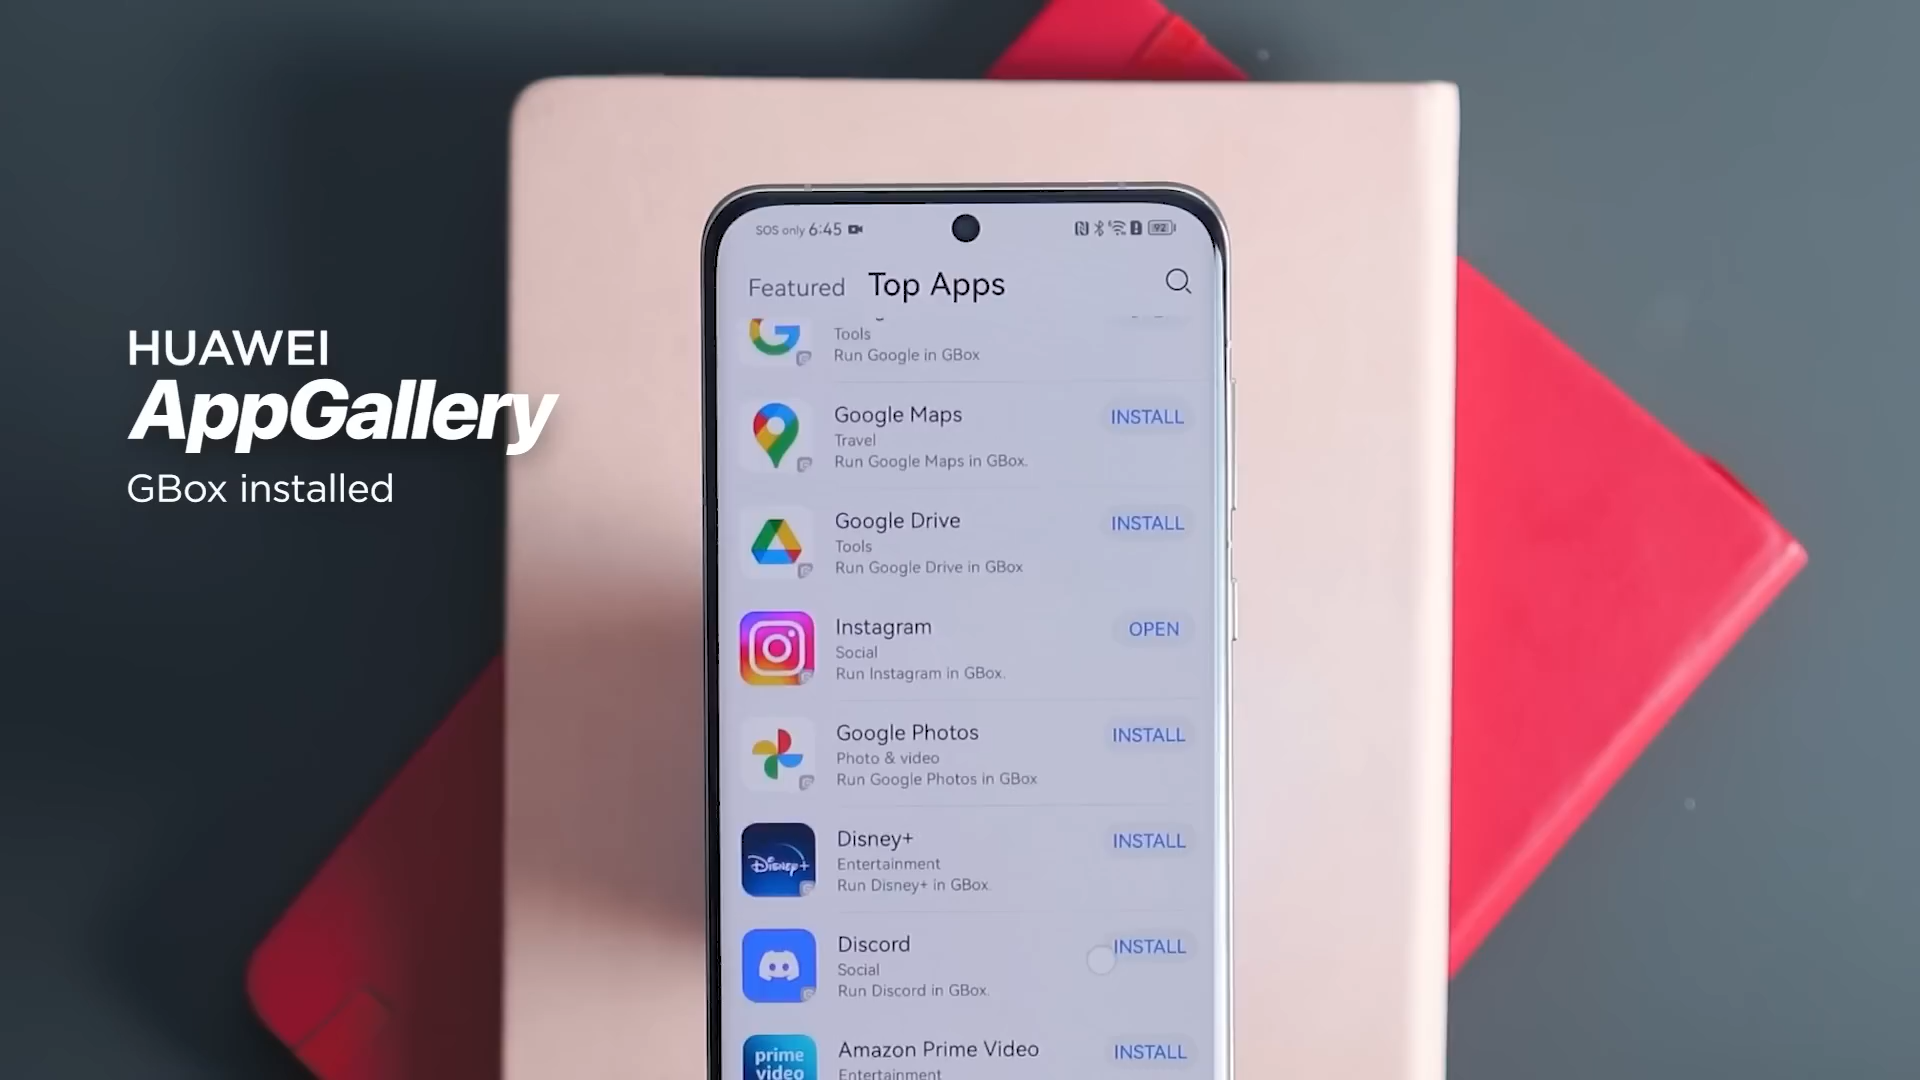 HUAWEI
AppGallery
GBox installed
SOS only 6:45
92
Featured Top Apps
Tools
Run Google in GBox
Google Maps
INSTALL
Travel
Run Google Maps in GBox.
Google Drive
INSTALL
Tools
Run Google Drive in GBox
Instagram
OPEN
Social
Run Instagram in GBox.
Google Photos
INSTALL
Photo & video
Run Google Photos in GBox
Disney+
INSTALL
Disney+
Entertainment
Run Disney+ in GBox.
Discord
INSTALL
Social
Run Discord in GBox.
Amazon Prime Video
INSTALL
prime
video
Entertainment